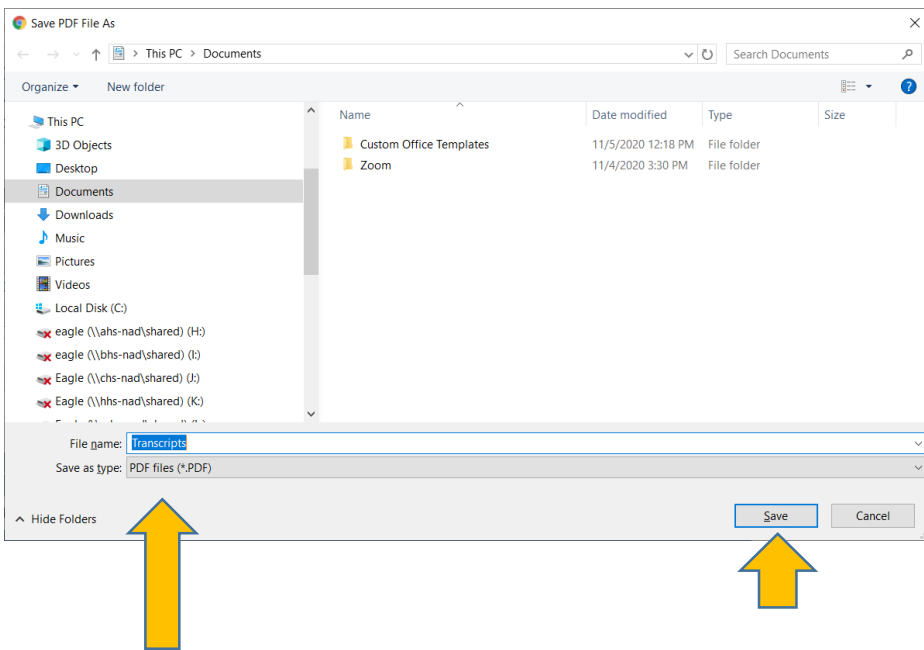 Save PDF File As
This PC > Documents
Search Documents
Organize
New folder
Name
Date modified
Type
Size
This PC
3D Objects
Desktop
Documents
Downloads
Music
Pictures
Videos
Local Disk (C:)
eagle (\\ahs-nad\shared) (H:)
eagle (\\bhs-nad\shared) (I:)
Eagle (\\chs-nad\shared) (J:)
Eagle (\\hhs-nad\shared) (K:)
Custom Office Templates 11/5/2020 12:18 PM File folder
Zoom 11/4/2020 3:30 PM File folder
File name: Transcripts
Save as type: PDF files (*.PDF)
Hide Folders
Save
Cancel